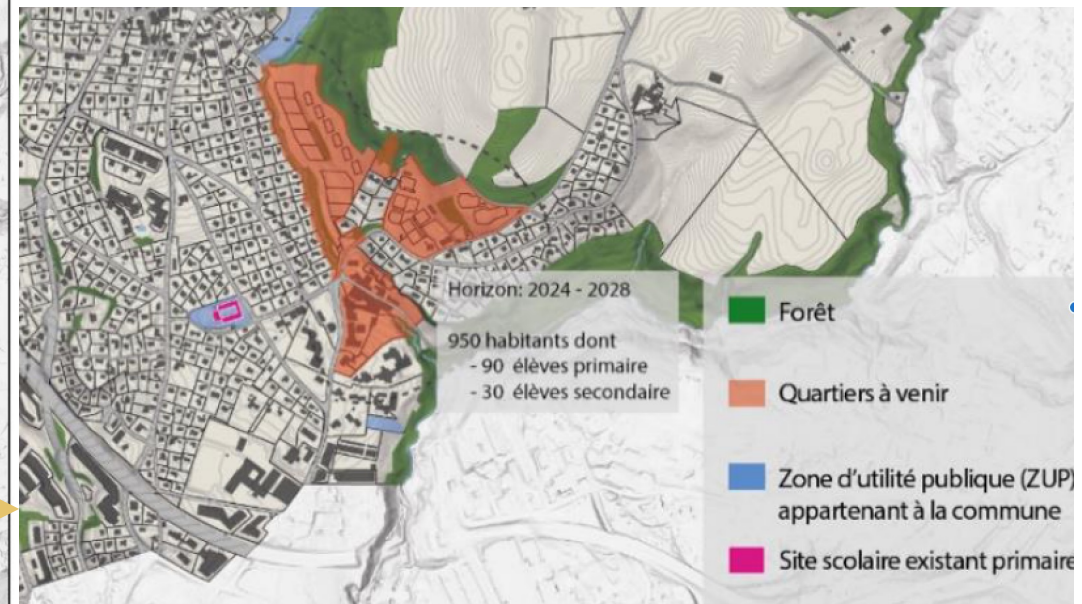 Horizon: 2024 - 2028
950 habitants dont
- 90 élèves primaire
- 30 élèves secondaire
Forêt
Quartiers à venir
Zone d'utilité publique (ZUP)
appartenant à la commune
Site scolaire existant primaire